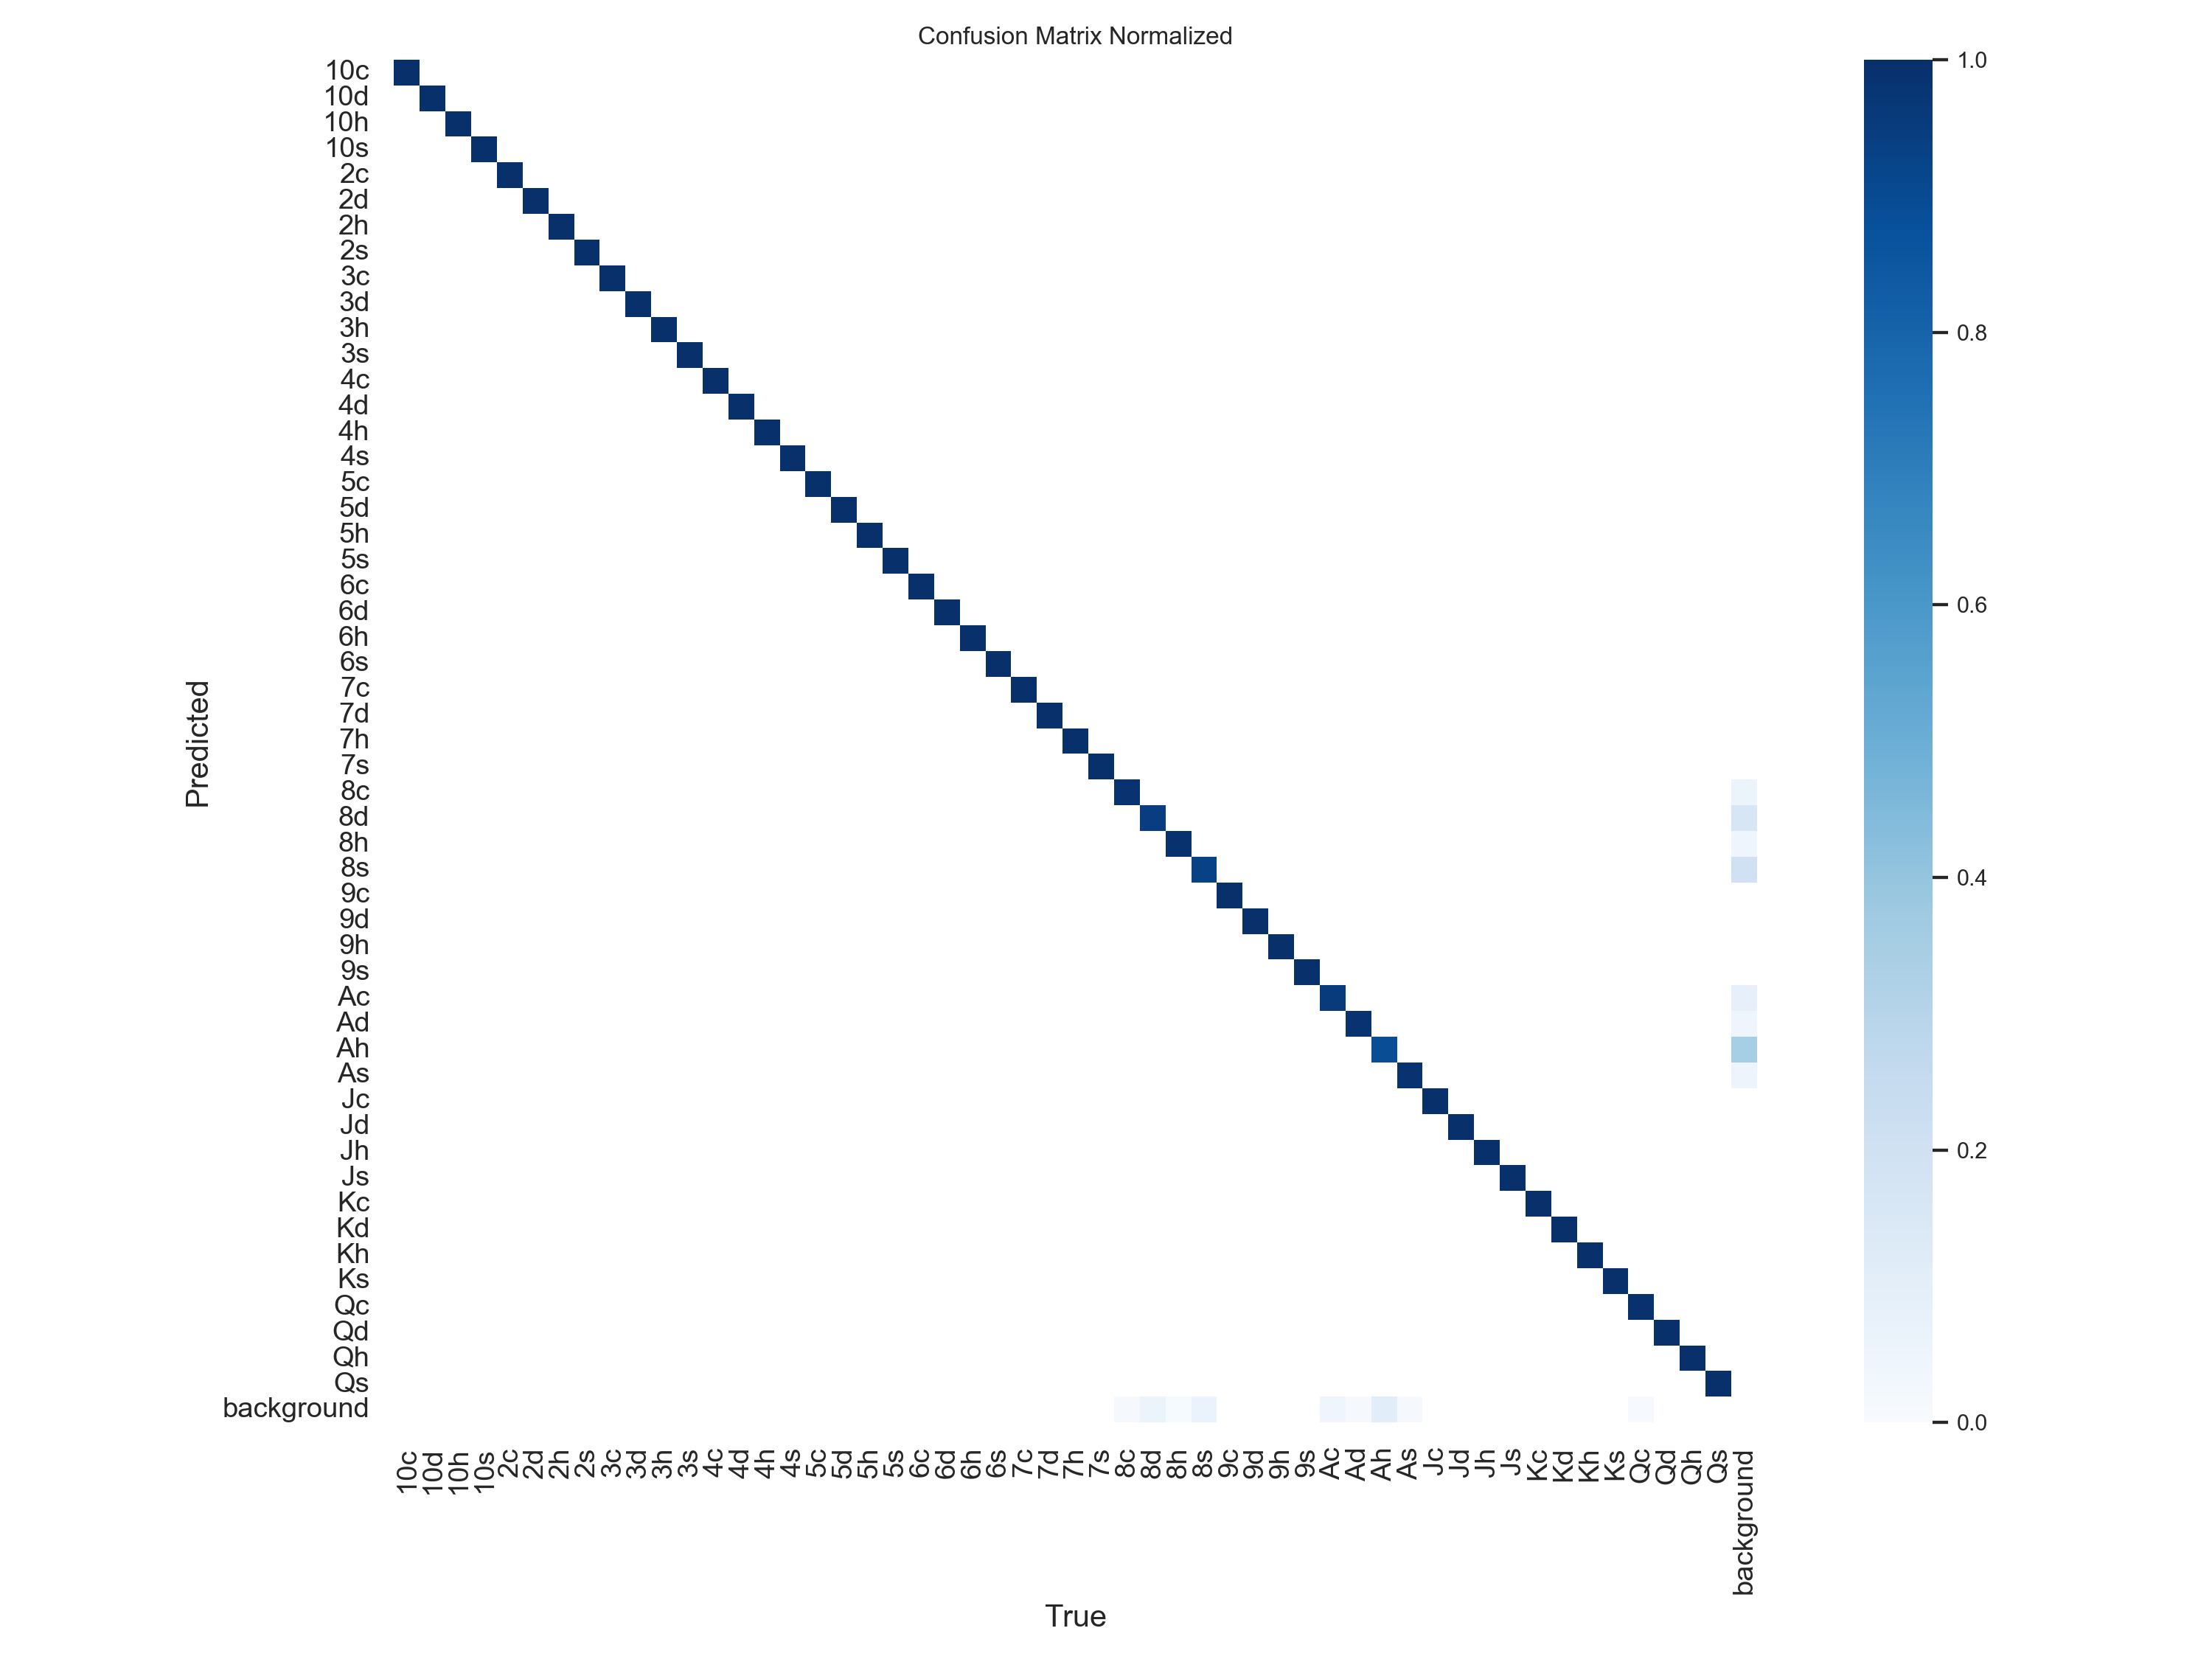 Confusion Matrix Normalized
10c
10d
10h
10s
2c
2d
2h
2s
3c
3d
3h
3s
4c
4d
4h
4s
5c
5d
5h
5s
6c
6d
6h
6s
7c
7d
7h
7s
8c
8d
8h
8s
9c
9d
9h
9s
Ac
Ad
Ah
As
Jc
Jd
Jh
Js
Kc
Kd
Kh
Ks
Qc
Qd
Qh
Qs
background
Predicted
10c 10d 10h 10s 2c 2d 2h 2s 3c 3d 3h 3s 4c 4d 4h 4s 5c 5d 5h 5s 6c 6d 6h 6s 7c 7d 7h 7s 8c 8d 8h 8s 9c 9d 9h 9s Ac Ad Ah As Jc Jd Jh Js Kc Kd Kh Ks Qc Qd Qh Qs background
True
1.0
0.8
0.6
0.4
0.2
0.0